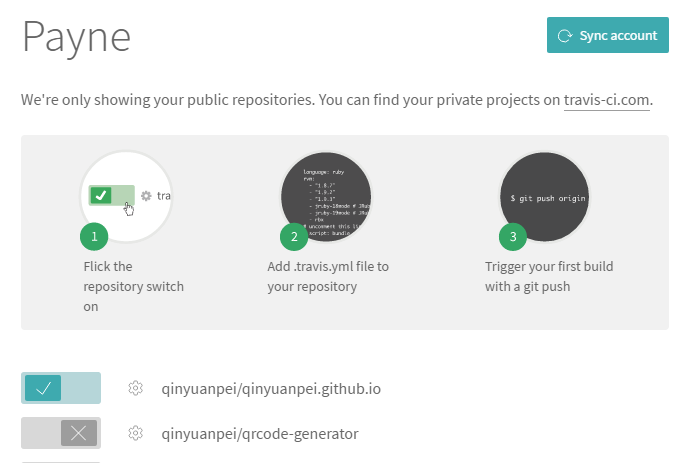 Payne
Sync account
We're only showing your public repositories. You can find your private projects on travis-ci.com.
tra
language: ruby
rvm:
- "1.8.7"
- "1.9.2"
- "1.9.3"
- jruby-18mode # JRu
- jruby-19mode # JR
- rbx
# uncomment this li
script: bundle
$ git push origin
1
2
3
Flick the
repository switch
on
Add .travis.yml file to
your repository
Trigger your first build
with a git push
qinyuanpei/qinyuanpei.github.io
qinyuanpei/qrcode-generator